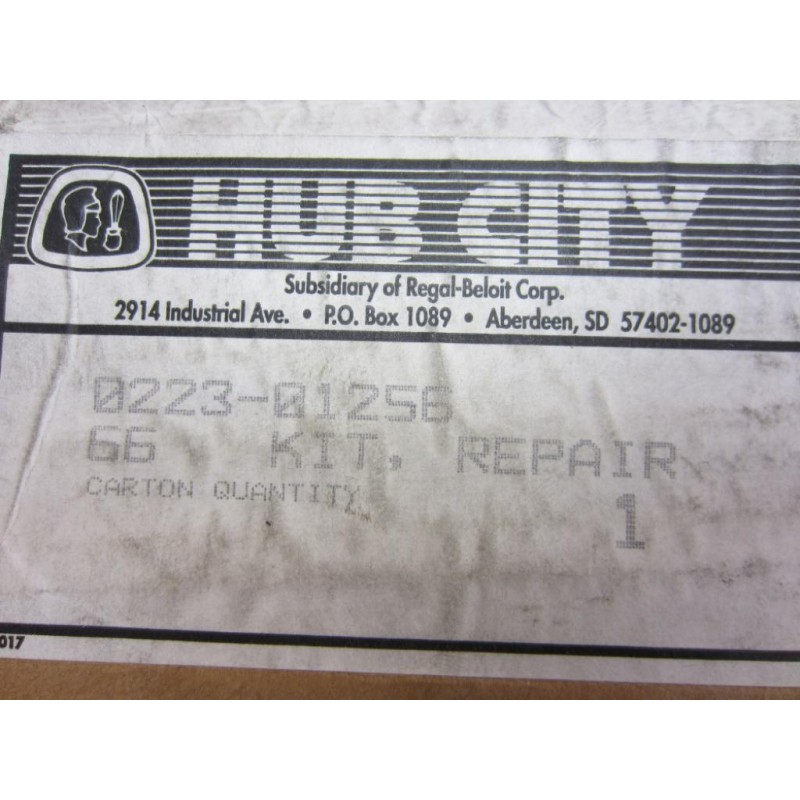 HUB CITY
Subsidiary of Regal-Beloit Corp.
2914 Industrial Ave. • P.O. Box 1089 • Aberdeen, SD 57402-1089
0223-01256
66 KIT, REPAIR
CARTON QUANTITY
1
017